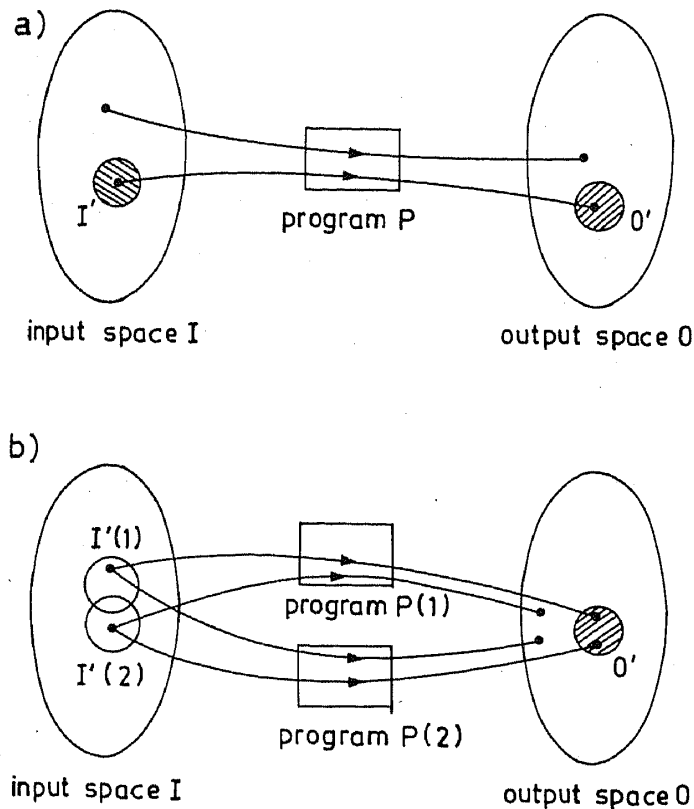 a)
I'
program P
O'
input space I
output space O
b)
I'(1)
program P(1)
I'(2)
O'
program P(2)
input space I
output space O